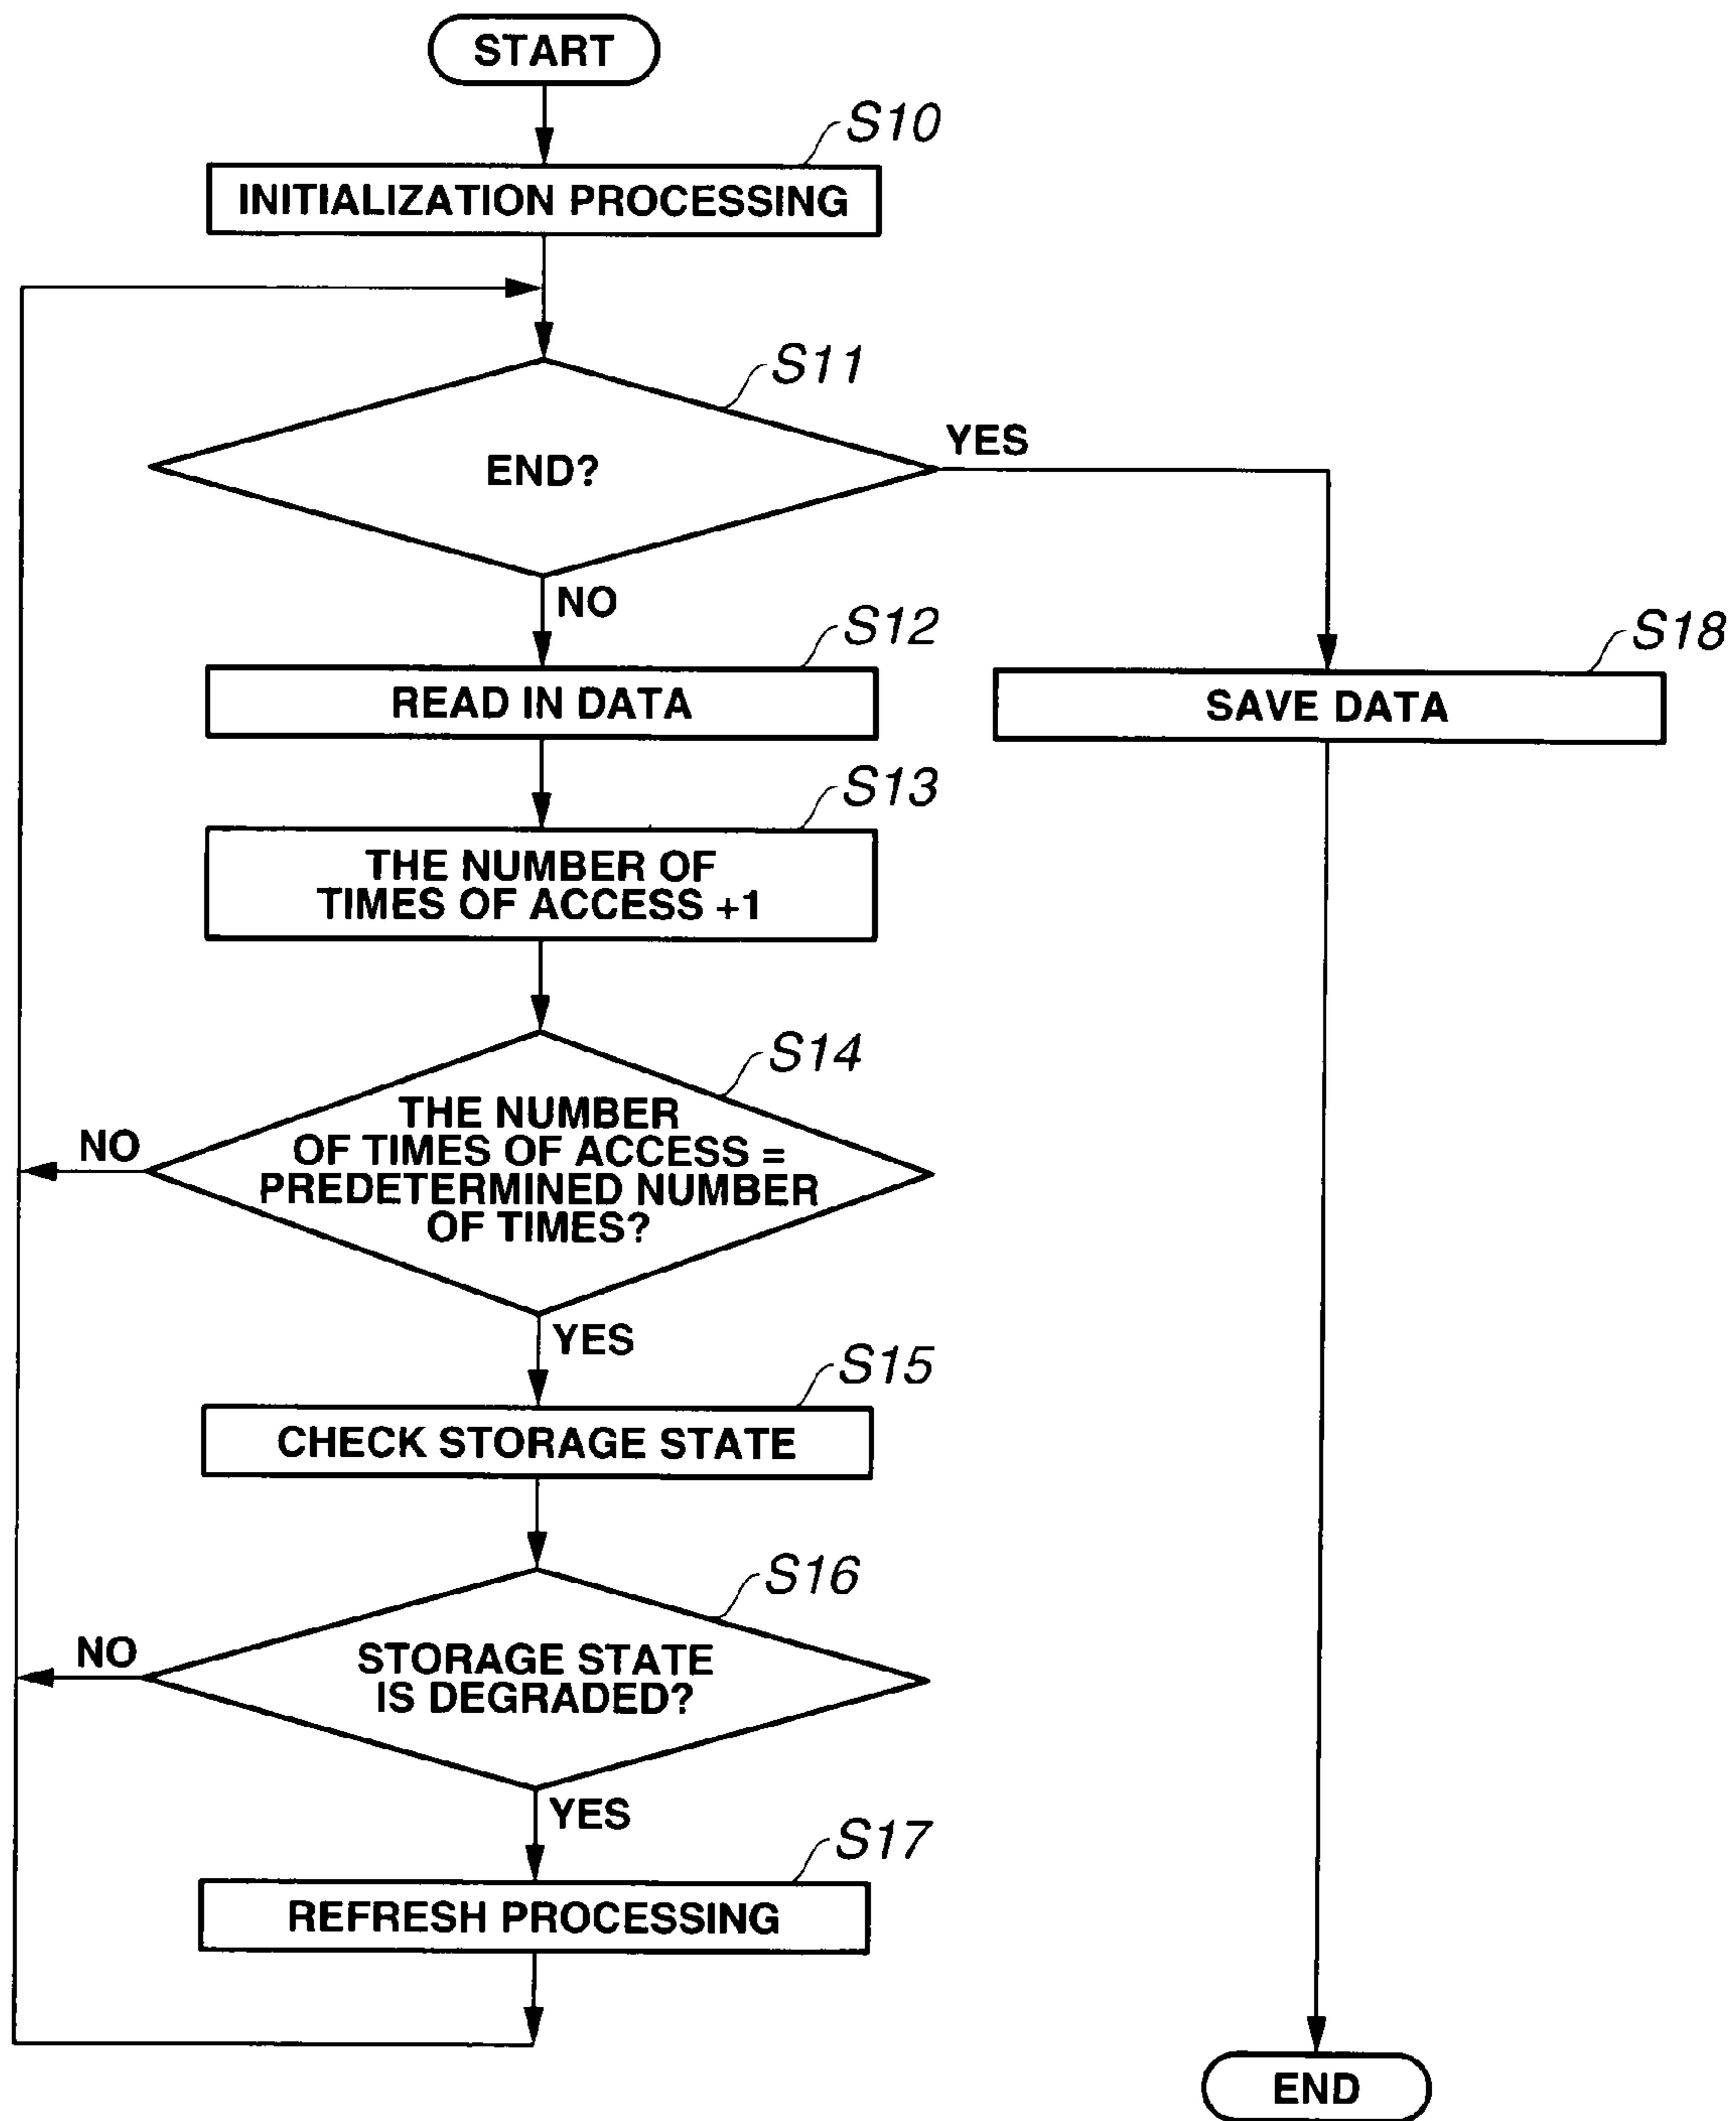 START
S10
INITIALIZATION PROCESSING
S11
END?
YES
NO
S12
READ IN DATA
S18
SAVE DATA
S13
THE NUMBER OF
TIMES OF ACCESS +1
S14
THE NUMBER
OF TIMES OF ACCESS =
PREDETERMINED NUMBER
OF TIMES?
NO
YES
S15
CHECK STORAGE STATE
S16
STORAGE STATE
IS DEGRADED?
NO
YES
S17
REFRESH PROCESSING
END